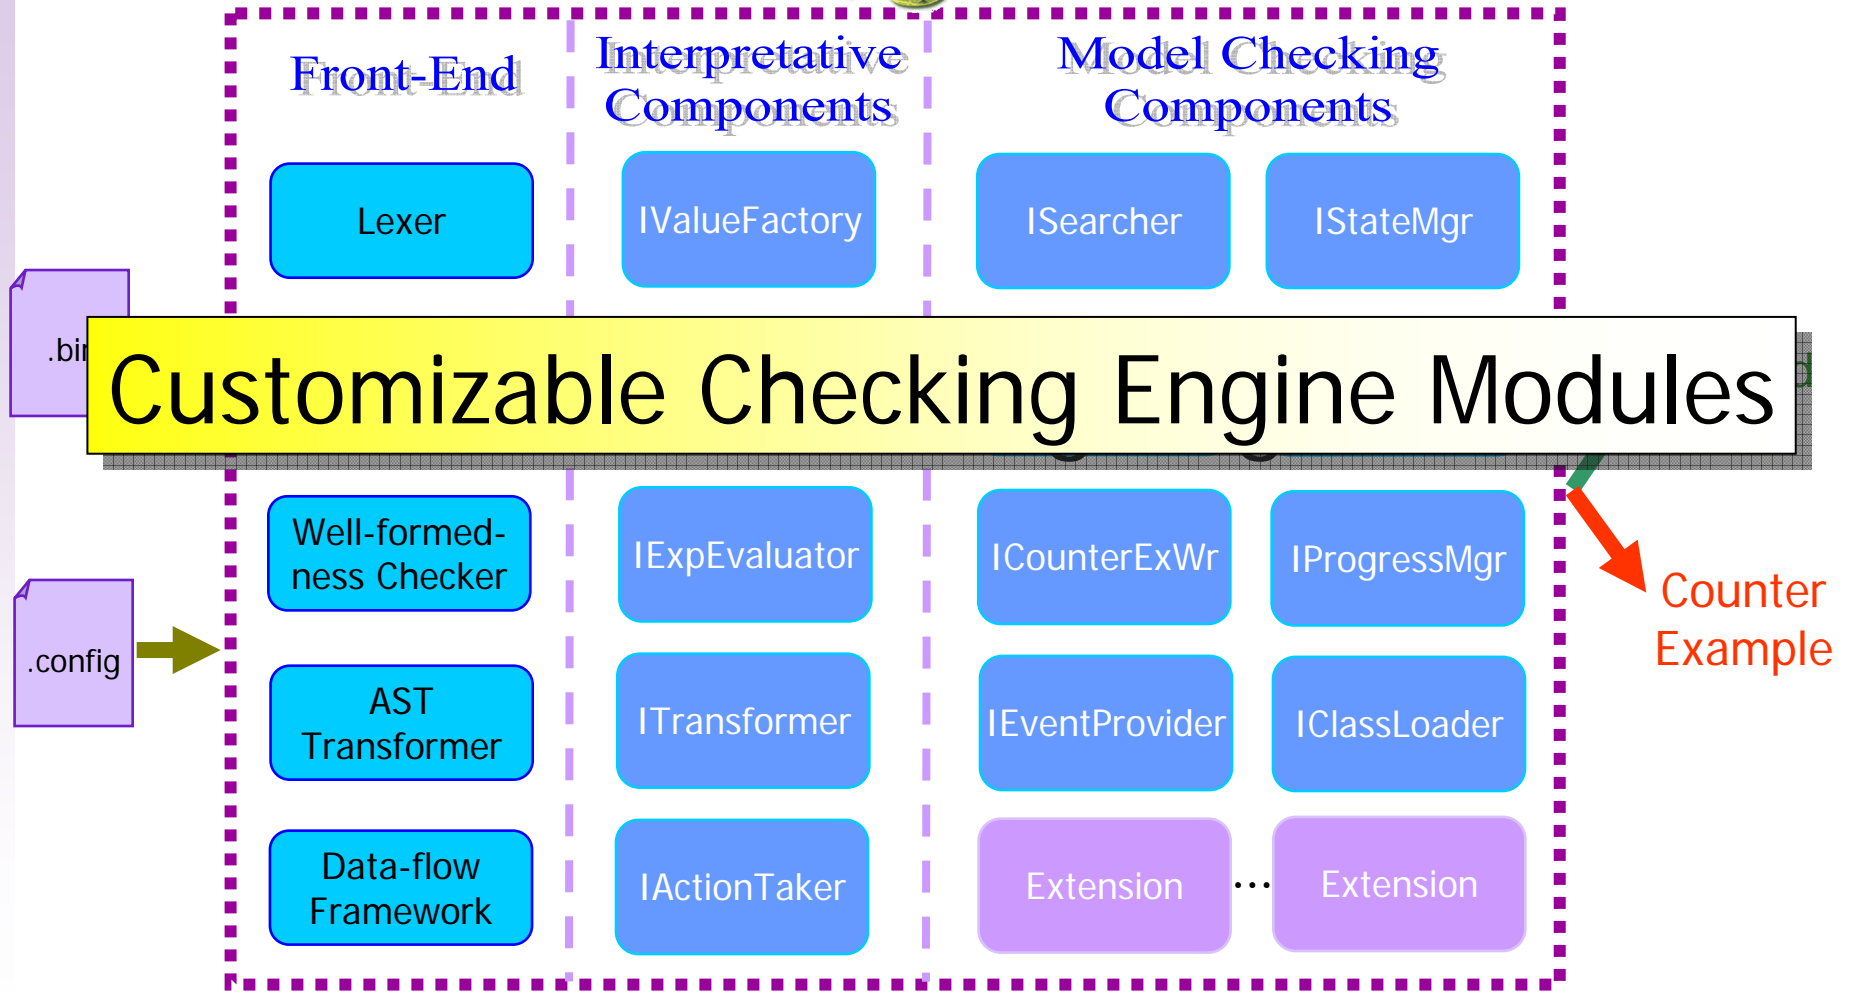 Front-End
Interpretative
Components
Model Checking
Components
Lexer
IValueFactory
ISearcher
IStateMgr
Customizable Checking Engine Modules
Well-formed-
ness Checker
IExpEvaluator
ICounterExWr
IProgressMgr
Counter
Example
.config
AST
Transformer
ITransformer
IEventProvider
IClassLoader
Data-flow
Framework
IActionTaker
Extension
...
Extension